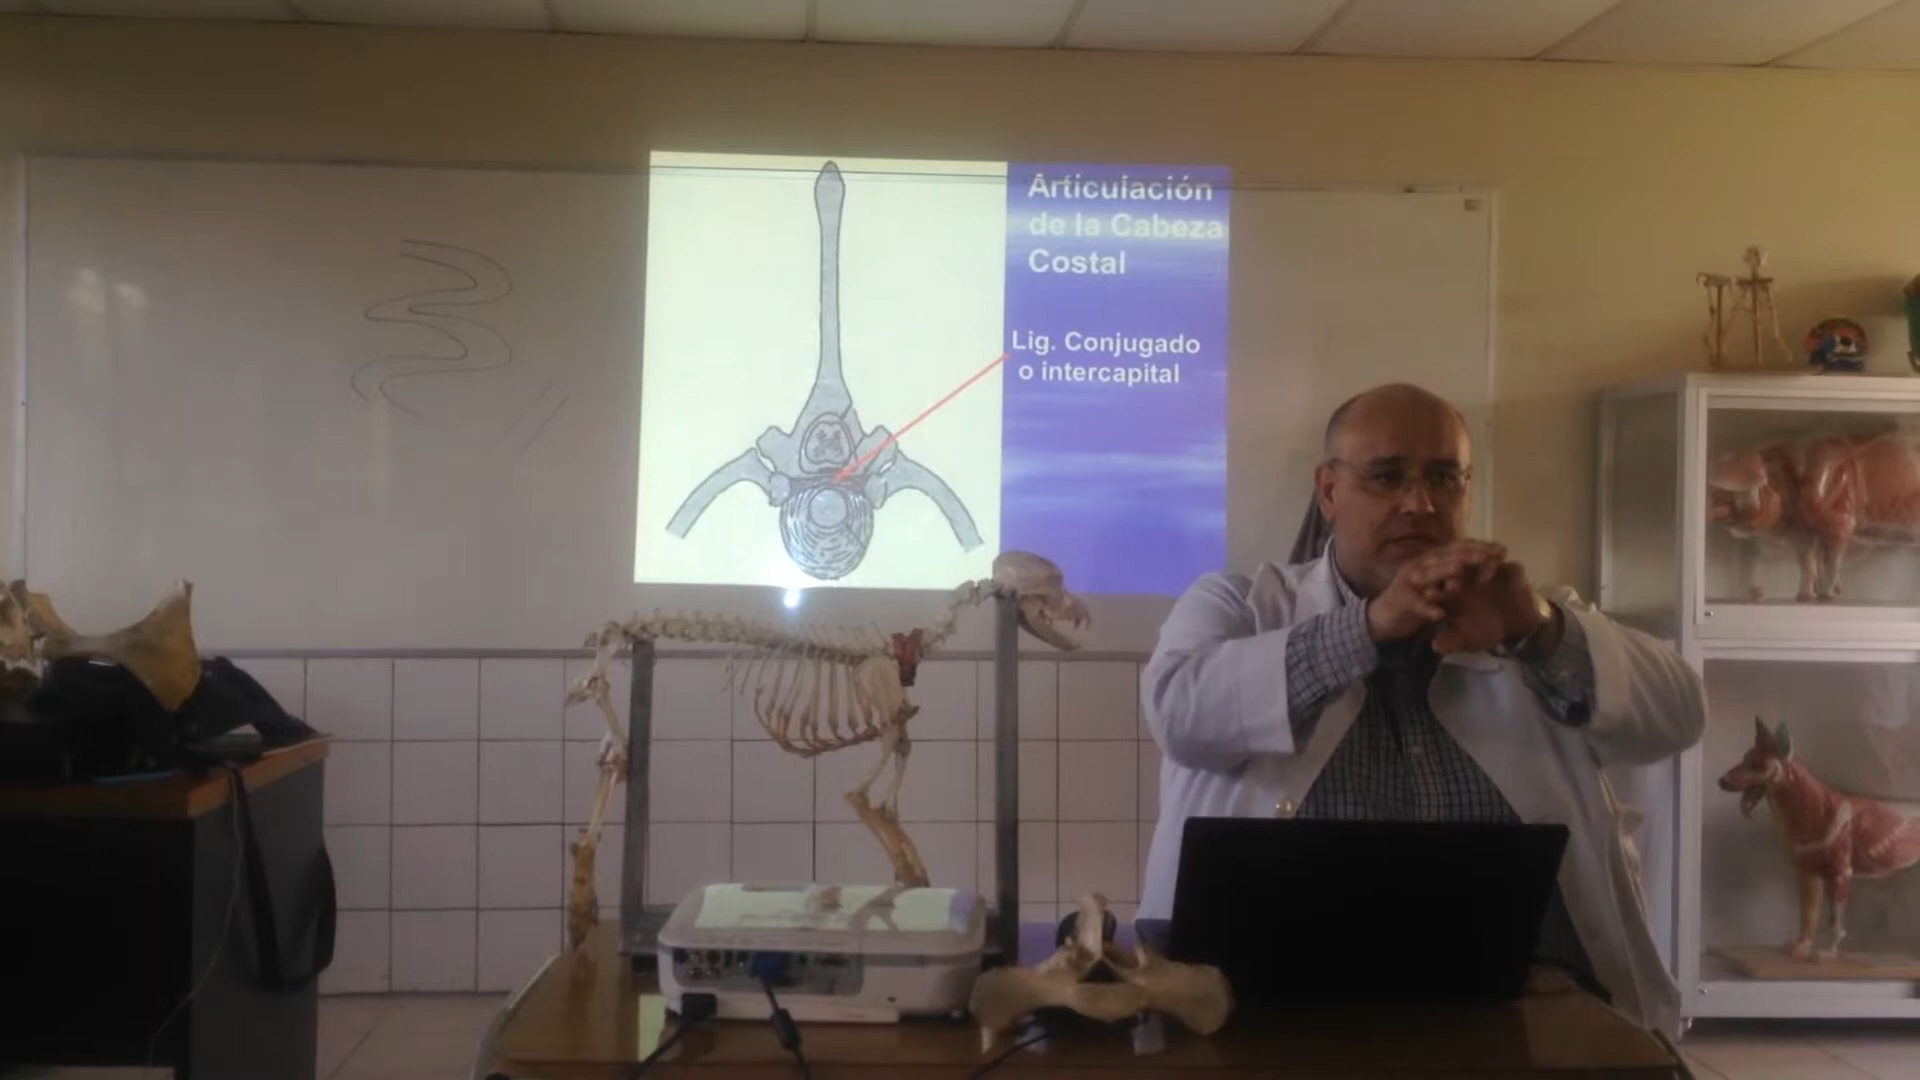 Articulación
de la Cabeza
Costal
Lig. Conjugado
o intercapital